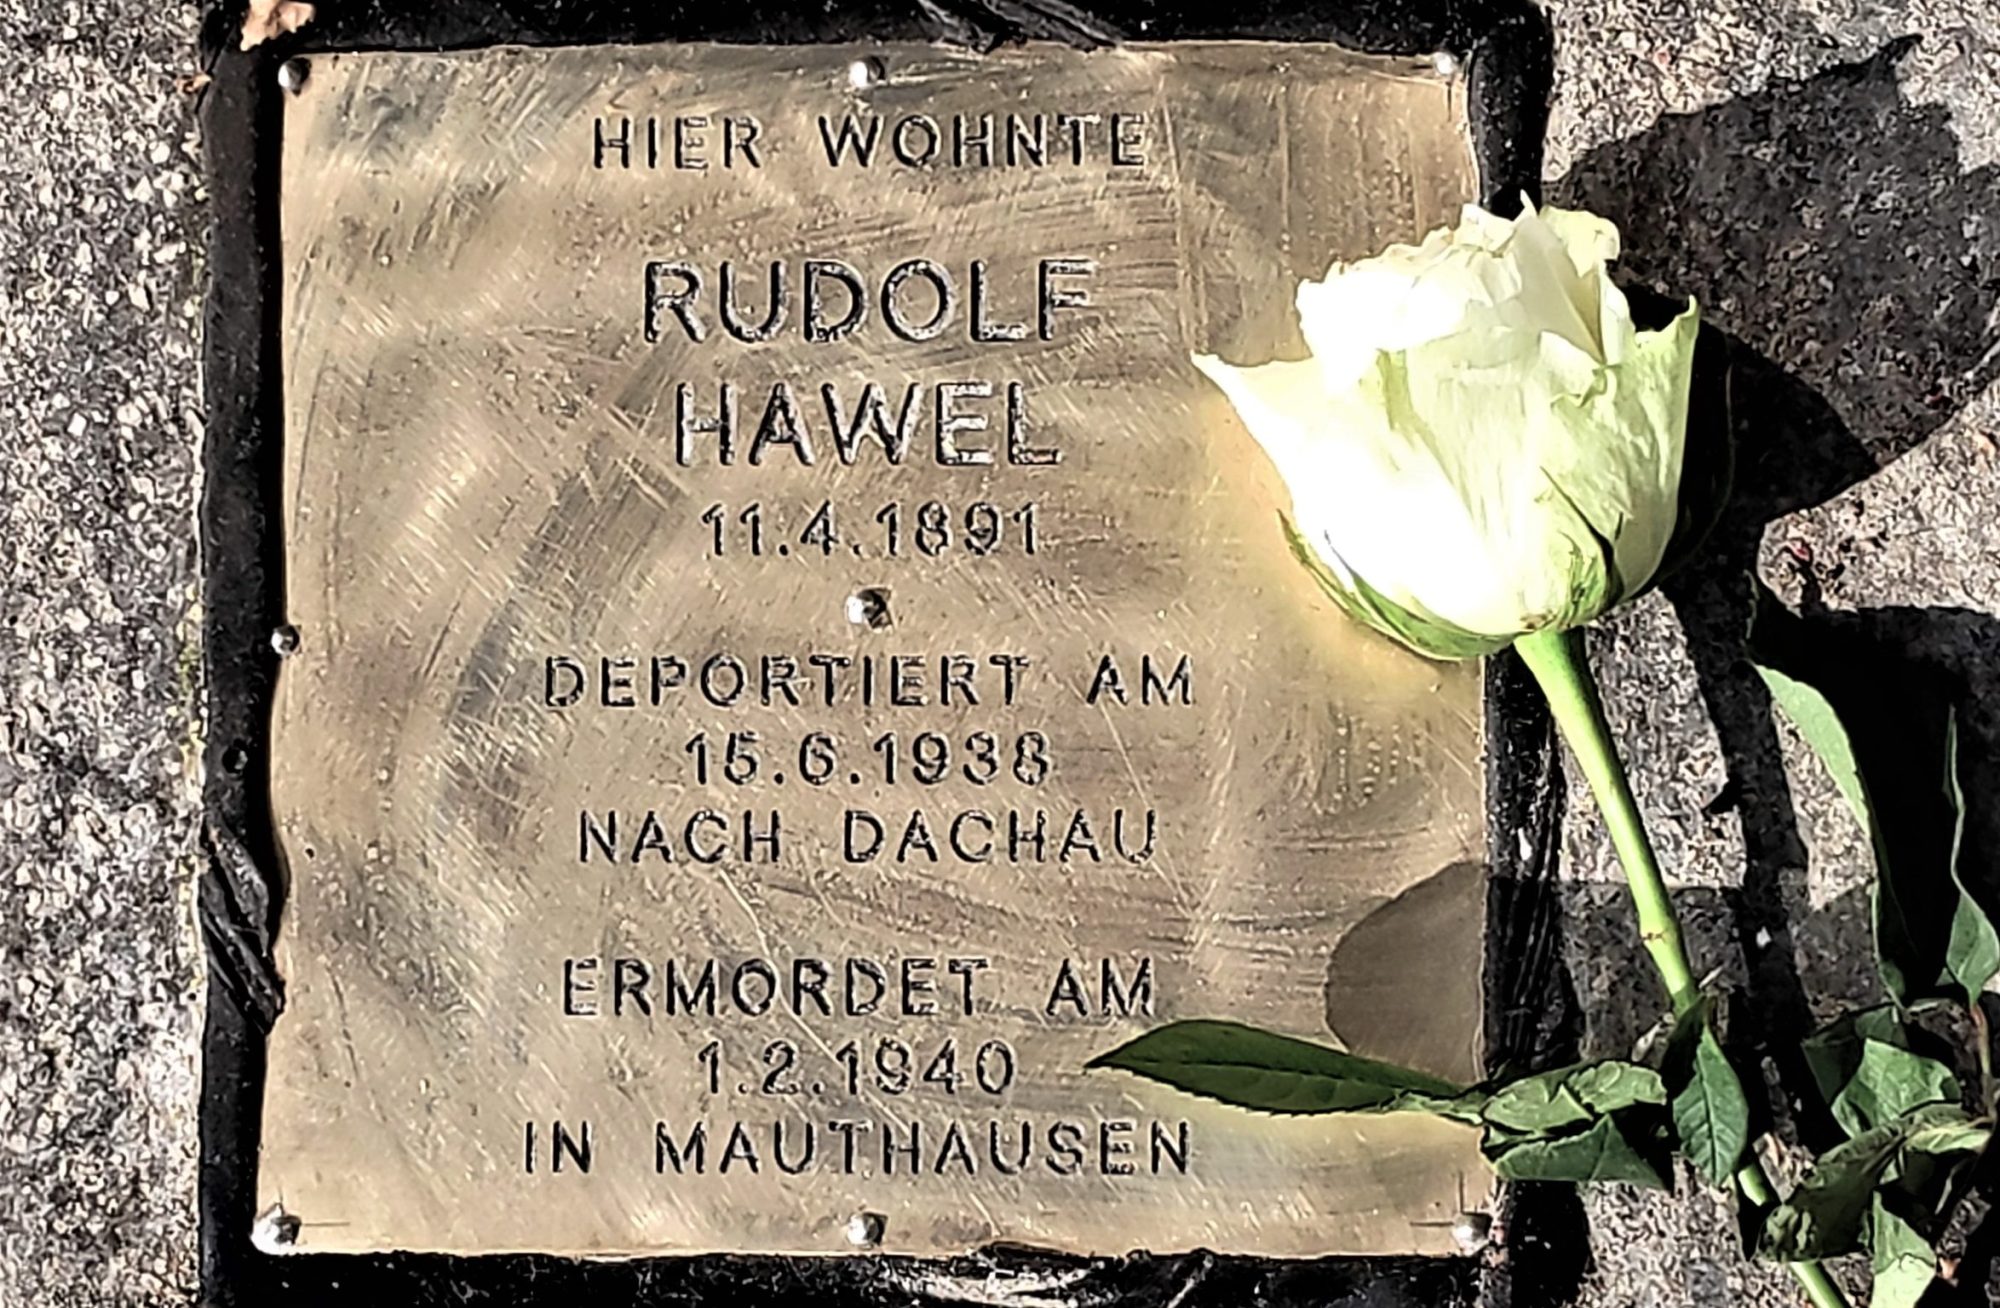 HIER WOHNTE
RUDOLF
HAWEL
11.4.1891
DEPORTIERT AM
15.6.1938
NACH DACHAU
ERMORDET AM
1.2.1940
IN MAUTHAUSEN